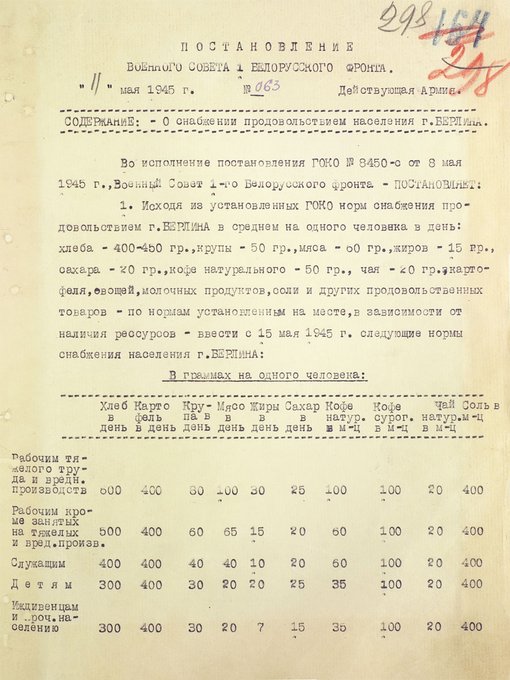 298 164
298
ПОСТАНОВЛЕНИЕ
ВОЕННОГО СОВЕТА 1 БЕЛОРУССКОГО ФРОНТА.
"11" мая 1945 г. № 063 Действующая Армия.
СОДЕРЖАНИЕ: - О снабжении продовольствием населения г.БЕРЛИНА.
Во исполнение постановления ГОКО № 8450-с от 8 мая
1945 г.,Военный Совет 1-го Белорусского фронта - ПОСТАНОВЛЯЕТ:
1. Исходя из установленных ГОКО норм снабжения про-
довольствием г.БЕРЛИНА в среднем на одного человека в день:
хлеба - 400-450 гр.,крупы - 50 гр.,мяса - 60 гр.,жиров - 15 гр.,
сахара - 20 гр.,кофе натурального - 50 гр., чая - 20 гр.,карто-
феля,овощей,молочных продуктов,соли и других продовольственных
товаров - по нормам установленным на месте,в зависимости от
наличия рессурсов - ввести с 15 мая 1945 г. следующие нормы
снабжения населения г.БЕРЛИНА:
В граммах на одного человека:
Хлеб Карто Кру- Мясо Жиры Сахар Кофе Кофе Чай Соль в
в фель па в в в в натур. сурог. натур. м-ц
день в день день день день день в м-ц в м-ц в м-ц
Рабочим тя-
желого тру-
да и вредн.
производств 600 400 80 100 30 25 100 100 20 400
Рабочим кро-
ме занятых
на тяжелых 500 400 60 65 15 20 60 100 20 400
и вред.произв.
Служащим 400 400 40 40 10 20 60 100 20 400
Детям 300 400 30 20 20 25 35 100 20 400
Иждивенцам
и проч.на-
селению 300 400 30 20 7 15 35 100 20 400